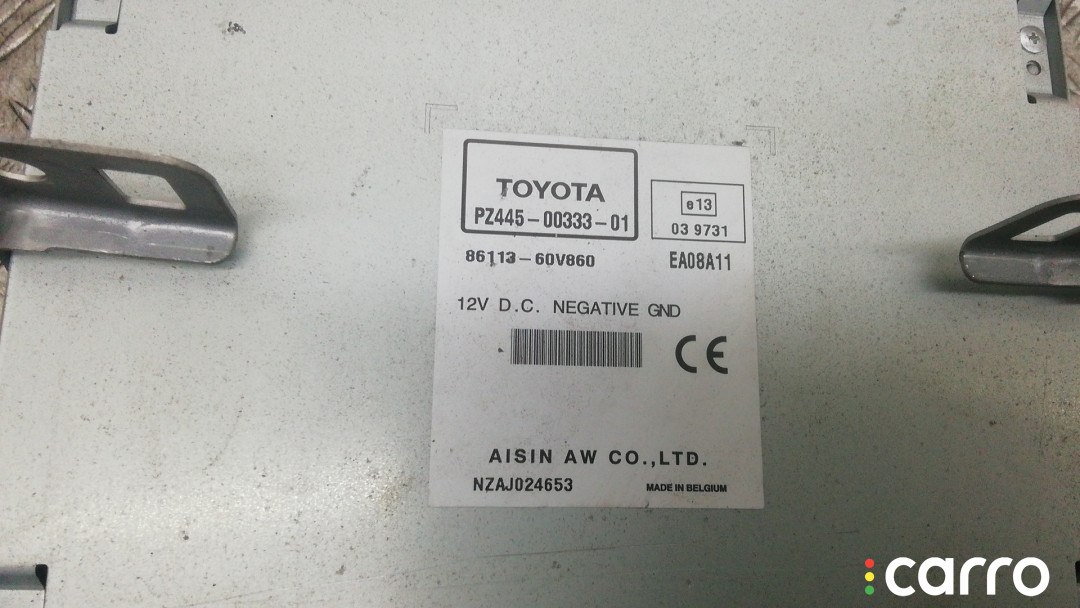 TOYOTA
PZ445-00333-01
e13
03 9731
86113-60V860
EA08A11
12V D.C. NEGATIVE GND
CE
AISIN AW CO.,LTD.
NZAJ024653
MADE IN BELGIUM
carro